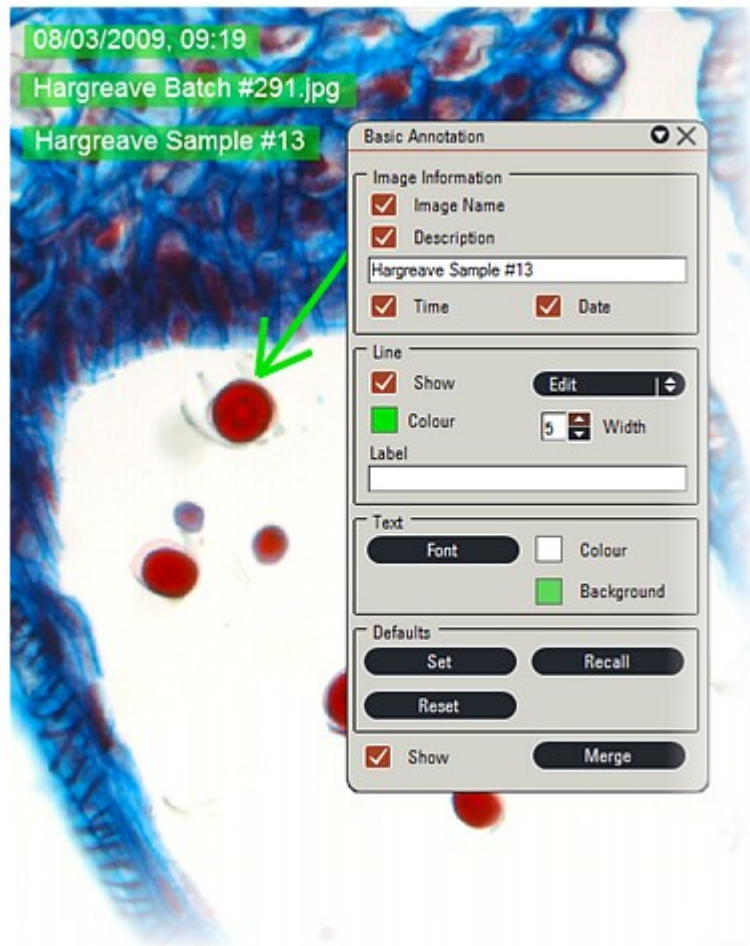 08/03/2009, 09:19
Hargreave Batch #291.jpg
Hargreave Sample #13
Basic Annotation
Image Information
Image Name
Description
Hargreave Sample #13
Time Date
Line
Show Edit
Colour 5 Width
Label
Text
Font Colour
Background
Defaults
Set Recall
Reset
Show Merge